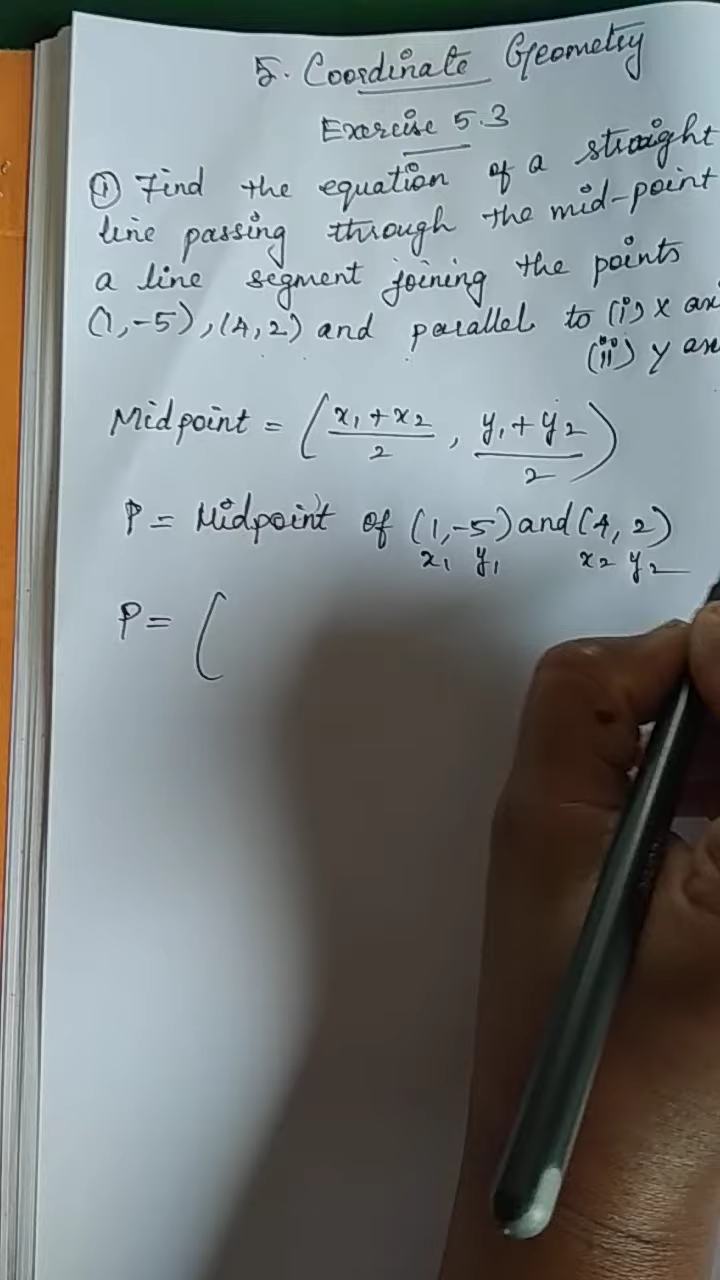 5. Coordinate Geometry
Exercise 5.3
① Find the equation of a straight
line passing through the mid-point
a line segment joining the points
(1,-5), (4,2) and parallel to (i) X ax
(ii) y ax
Midpoint = (x₁+x₂/2, y₁+y₂/2)
P = Midpoint of (1,-5) and (4, 2)
x₁ y₁ x₂ y₂
P = (